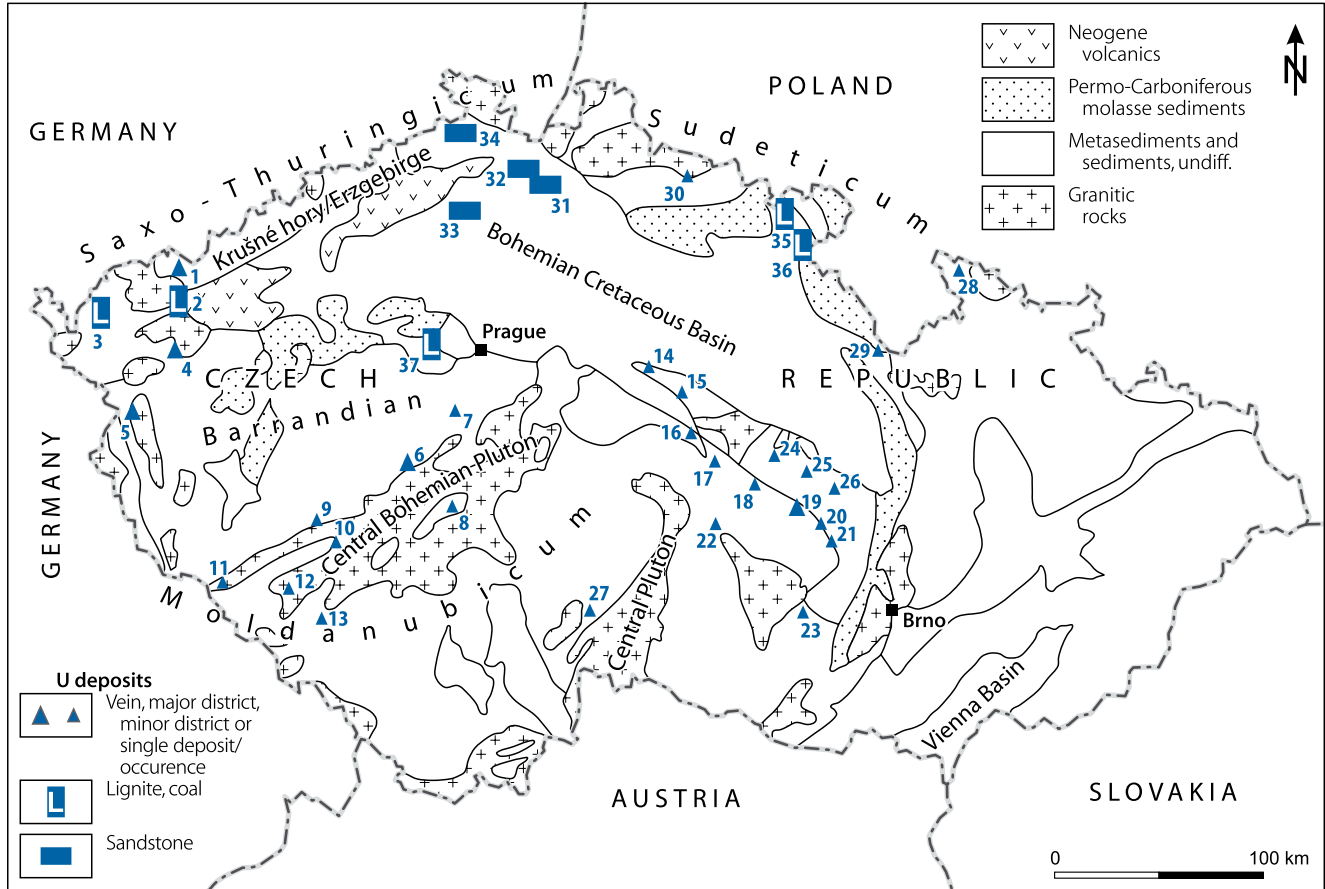 Neogene
volcanics
Permo-Carboniferous
molasse sediments
Metasediments and
sediments, undiff.
Granitic
rocks
N
POLAND
GERMANY
Saxo-Thuringicum
Sudeticum
Krušné hory/Erzgebirge
34
32
31
33
30
35
36
28
Bohemian Cretaceous Basin
1
2
3
4
Prague
37
29
14
15
CZECH REPUBLIC
Barrandian
5
7
6
16
17
24
25
26
18
19
20
21
22
GERMANY
Central Bohemian-Pluton
8
9
10
11
12
13
Moldanubicum
27
Central Pluton
23
Brno
Vienna Basin
U deposits
Vein, major district,
minor district or
single deposit/
occurence
L
Lignite, coal
Sandstone
AUSTRIA
SLOVAKIA
0 100 km
L
L
L
L
L